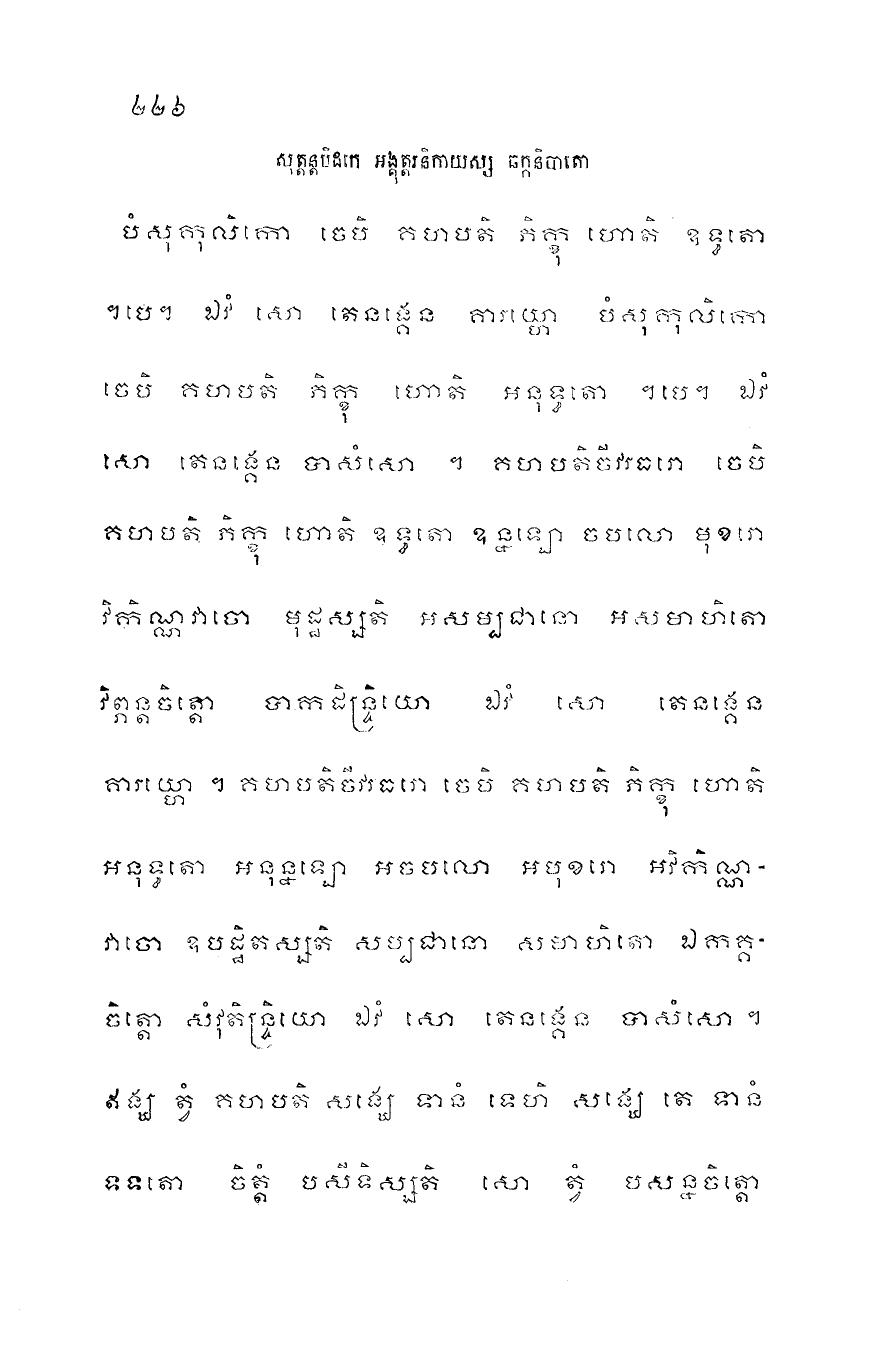 ២២៦
សុត្តន្តបិដកេ អង្គុត្តរនិកាយស្ស ឆក្កនិបាតោ
បំសុកុលិកោ ចេបិ គហបតិ ភិក្ខុ ហោតិ ឧទ្ធតោ
។បេ។ ឯវំ សោ តេនង្គេន គារយ្ហោ បំសុកុលិកោ
ចេបិ គហបតិ ភិក្ខុ ហោតិ អនុទ្ធតោ ។បេ។ ឯវំ
សោ តេនង្គេន បាសំសោ ។ គហបតិចីវរធរោ ចេបិ
គហបតិ ភិក្ខុ ហោតិ ឧទ្ធតោ ឧន្នឡោ ចបលោ មុខរោ
វិកិណ្ណវាចោ មុដ្ឋស្សតិ អសម្បជានោ អសមាហិតោ
វិព្ភន្តចិត្តោ បាកដិន្ទ្រិយោ ឯវំ សោ តេនង្គេន
គារយ្ហោ ។ គហបតិចីវរធរោ ចេបិ គហបតិ ភិក្ខុ ហោតិ
អនុទ្ធតោ អនុន្នឡោ អចបលោ អមុខរោ អវិកិណ្ណ-
វាចោ ឧបដ្ឋិតស្សតិ សម្បជានោ សមាហិតោ ឯកគ្គ-
ចិត្តោ សំវុតិន្ទ្រិយោ ឯវំ សោ តេនង្គេន បាសំសោ ។
ឥង្ឃ ត្វំ គហបតិ សង្ឃេ ទានំ ទេហិ សង្ឃេ តេ ទានំ
ទទតោ ចិត្តំ បសីទិស្សតិ សោ ត្វំ បសន្នចិត្តោ